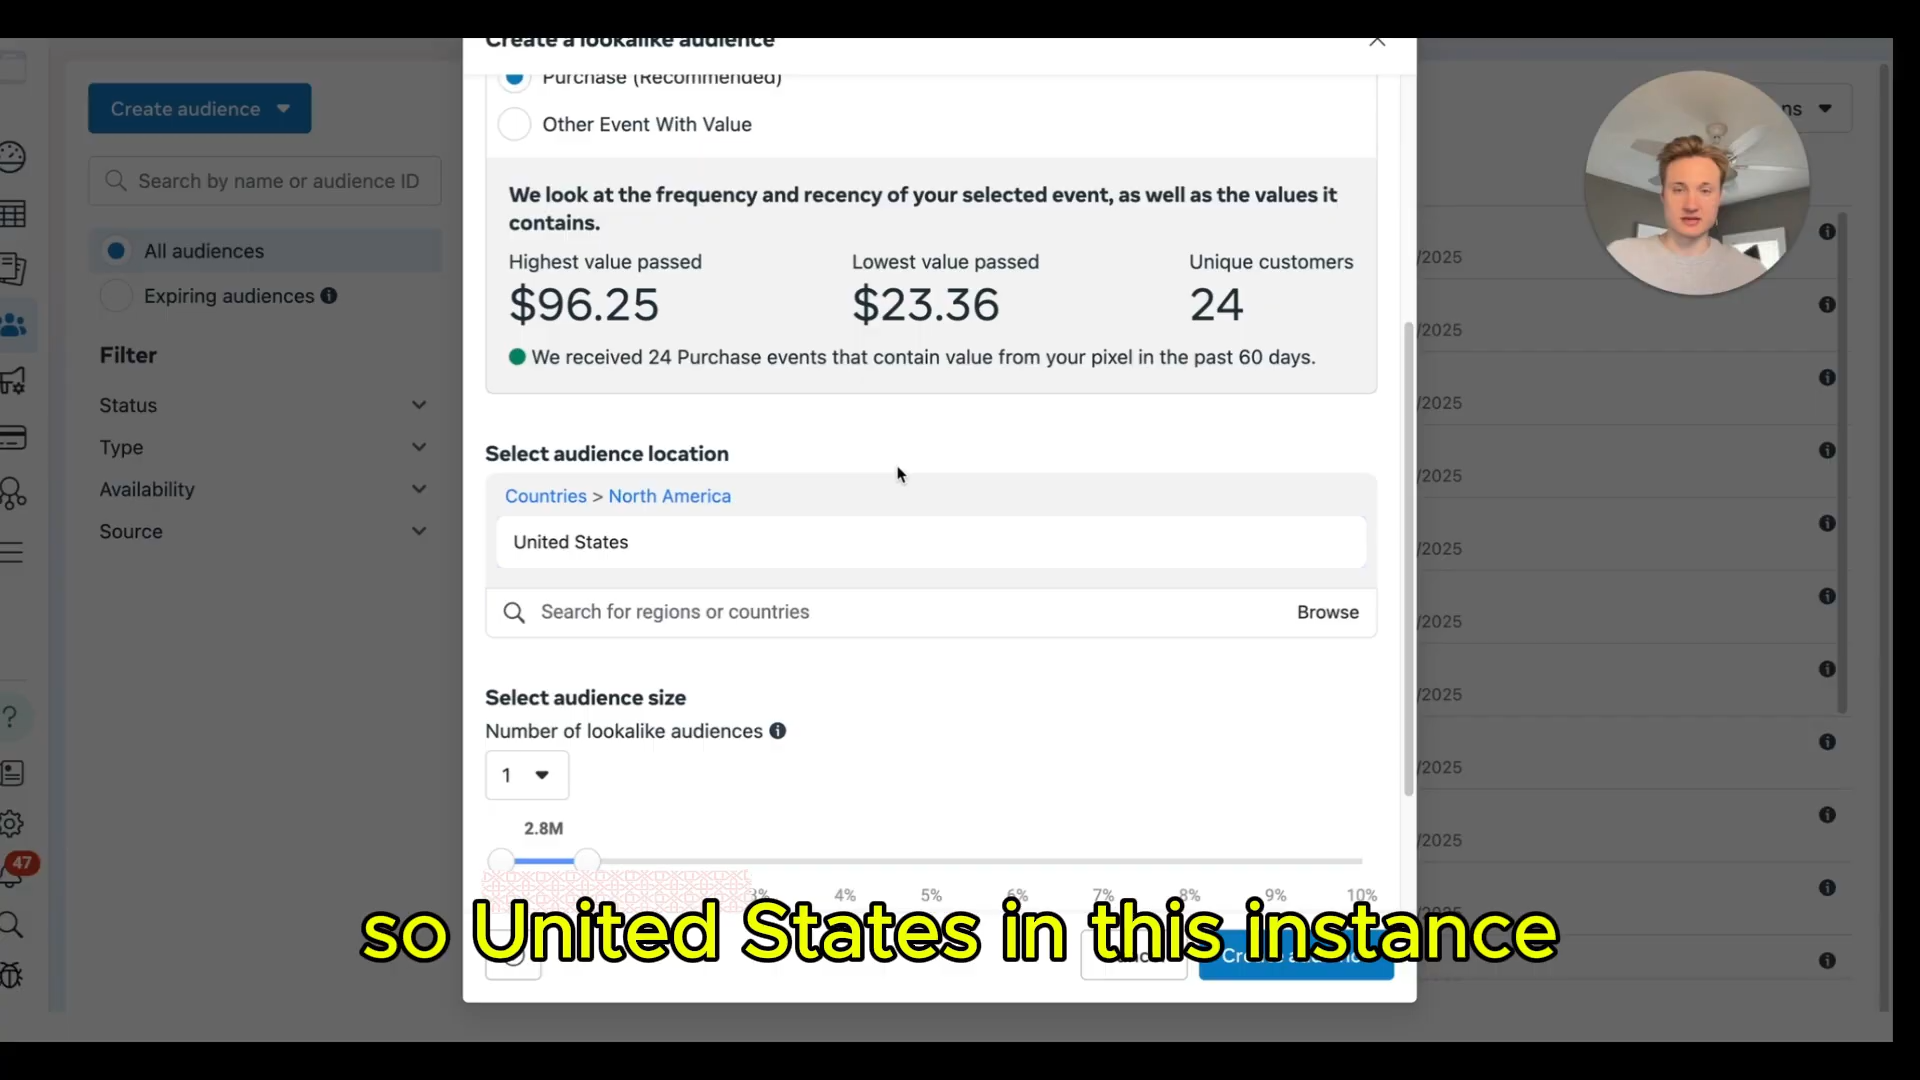 Create a lookalike audience
Purchase (Recommended)
Other Event With Value
Create audience
Search by name or audience ID
All audiences
Expiring audiences
Filter
Status
Type
Availability
Source
47
We look at the frequency and recency of your selected event, as well as the values it
contains.
Highest value passed
Lowest value passed
Unique customers
$96.25
$23.36
24
We received 24 Purchase events that contain value from your pixel in the past 60 days.
Select audience location
Countries > North America
United States
Search for regions or countries
Browse
Select audience size
Number of lookalike audiences
1
2.8M
3% 4% 5% 6% 7% 8% 9% 10%
so United States in this instance
/2025
/2025
/2025
/2025
/2025
/2025
/2025
/2025
/2025